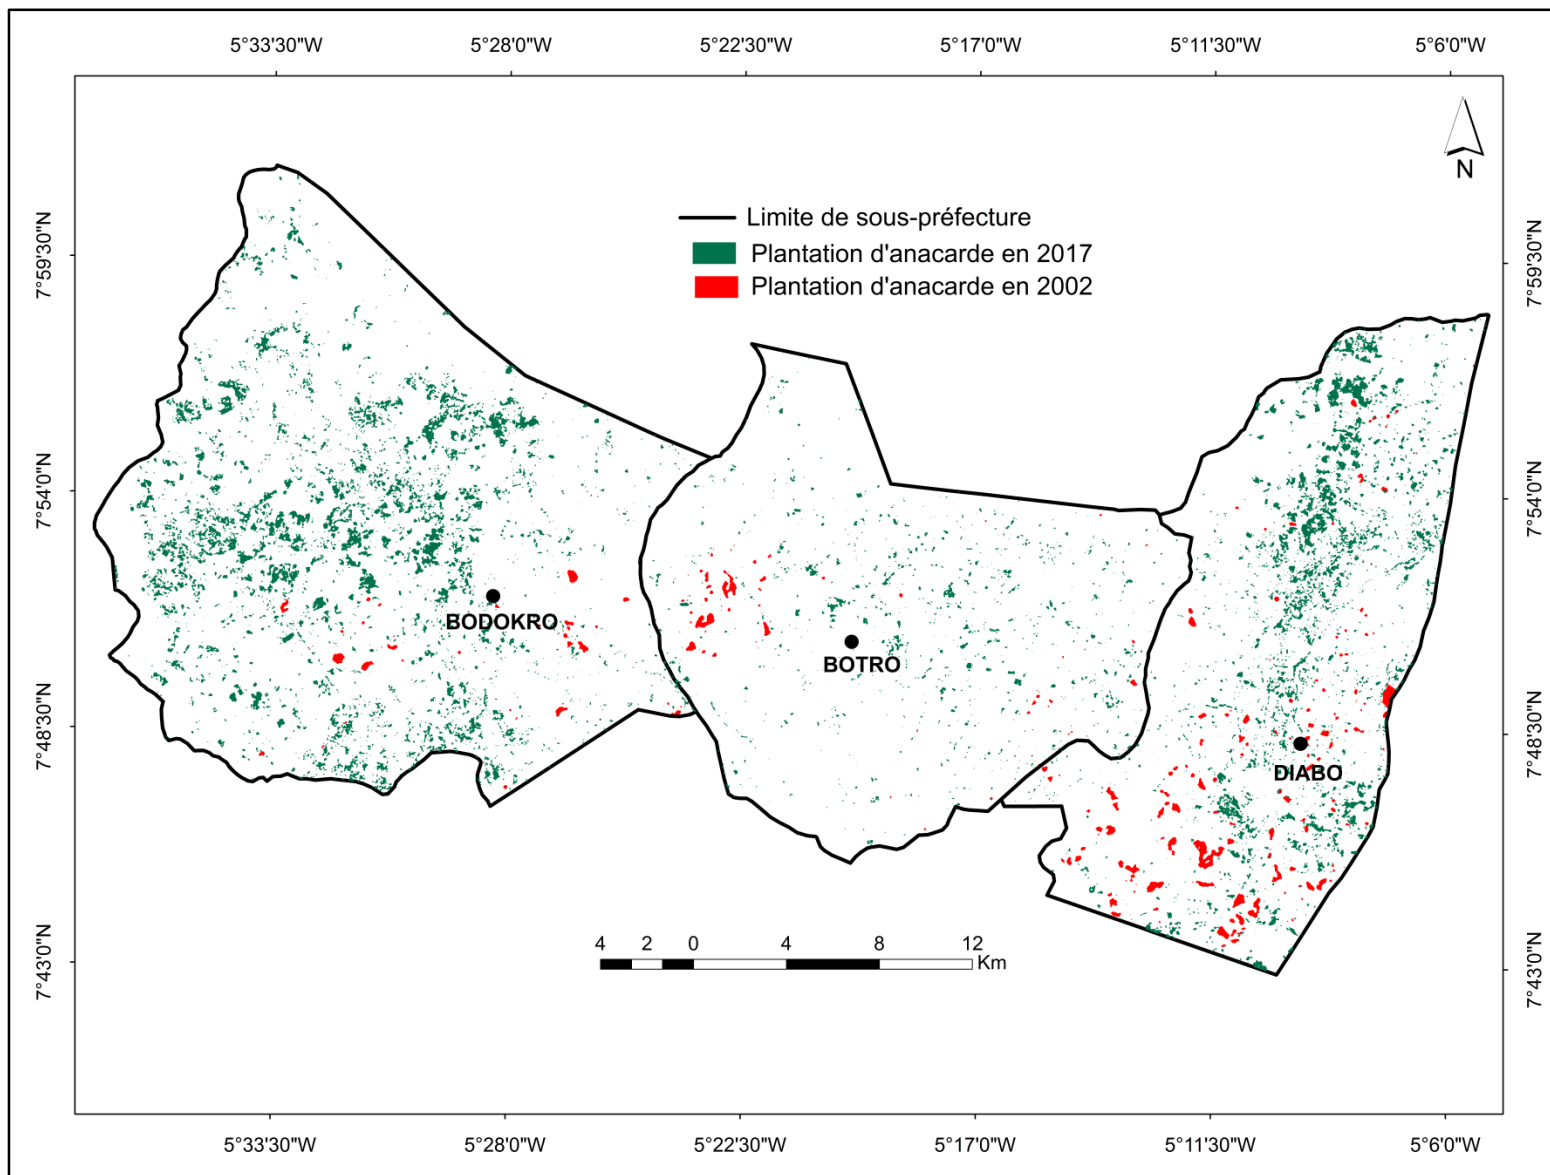 5°33'30"W 5°28'0"W 5°22'30"W 5°17'0"W 5°11'30"W 5°6'0"W
N
Limite de sous-préfecture
Plantation d'anacarde en 2017
Plantation d'anacarde en 2002
7°59'30"N 7°59'30"N
7°54'0"N 7°54'0"N
BODOKRO
BOTRO
7°48'30"N 7°48'30"N
DIABO
4 2 0 4 8 12
Km
7°43'0"N 7°43'0"N
5°33'30"W 5°28'0"W 5°22'30"W 5°17'0"W 5°11'30"W 5°6'0"W